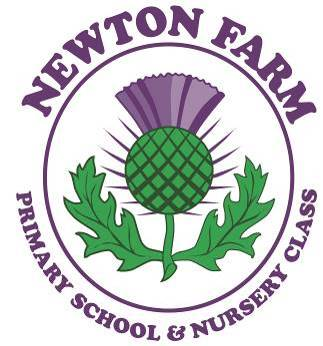 NEWTON FARM
PRIMARY SCHOOL & NURSERY CLASS